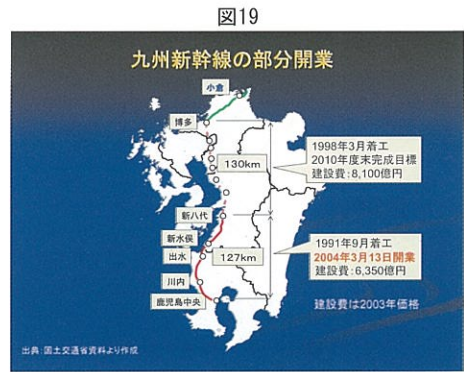 図19
九州新幹線の部分開業
小倉
博多
130km
1998年3月着工
2010年度末完成目標
建設費：8,100億円
新八代
新水俣
出水
127km
川内
鹿児島中央
1991年9月着工
2004年3月13日開業
建設費：6,350億円
建設費は2003年価格
出典：国土交通省資料より作成